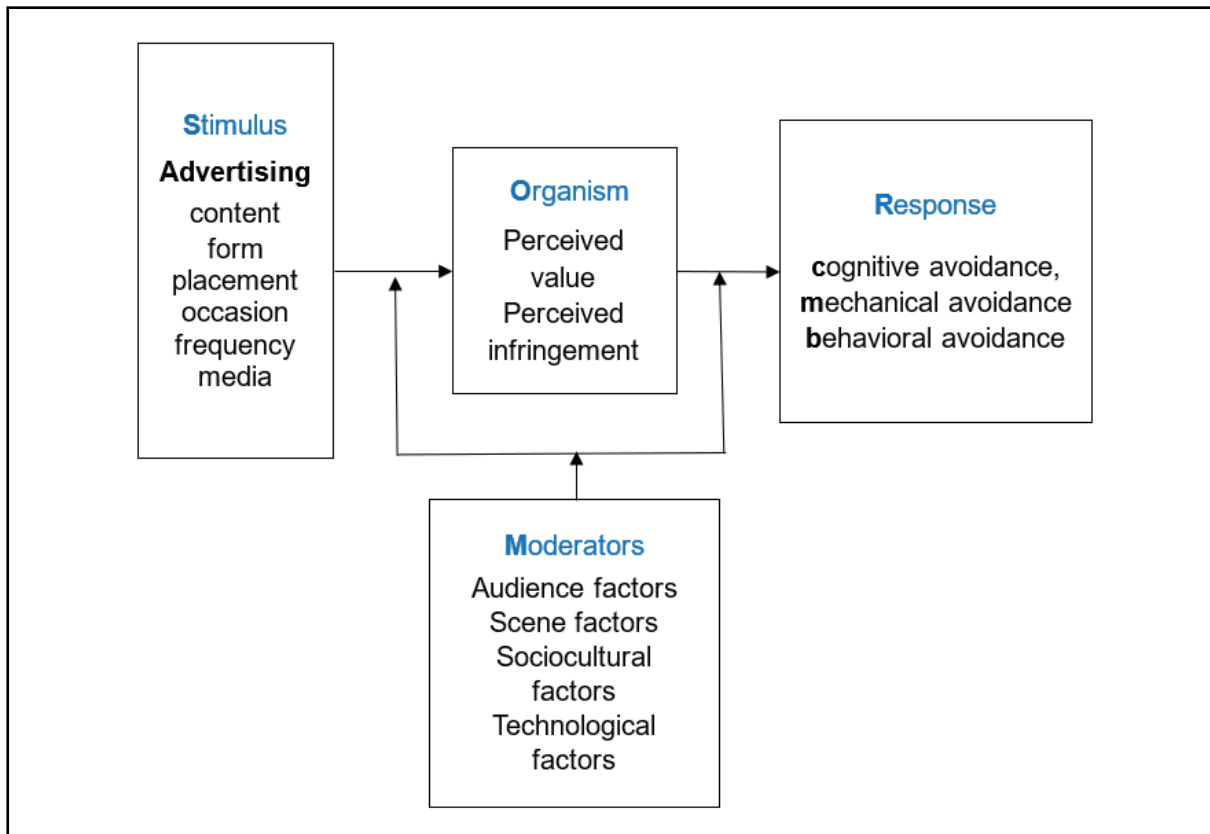 Stimulus
Advertising
content
form
placement
occasion
frequency
media
Organism
Perceived
value
Perceived
infringement
Response
cognitive avoidance,
mechanical avoidance
behavioral avoidance
Moderators
Audience factors
Scene factors
Sociocultural
factors
Technological
factors